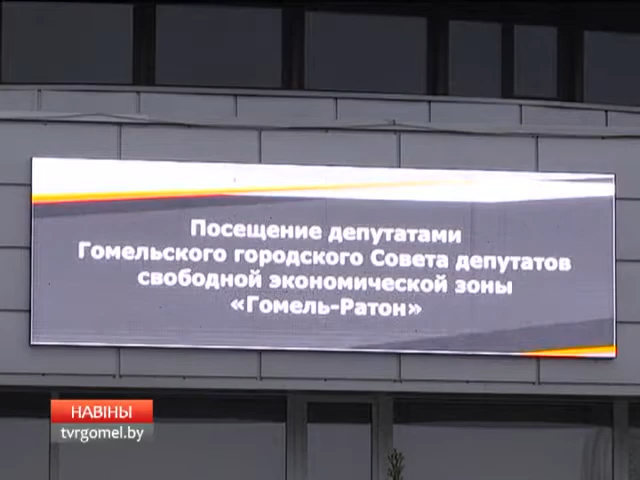 Посещение депутатами
Гомельского городского Совета депутатов
свободной экономической зоны
«Гомель-Ратон»
НАВІНЫ
tvrgomel.by